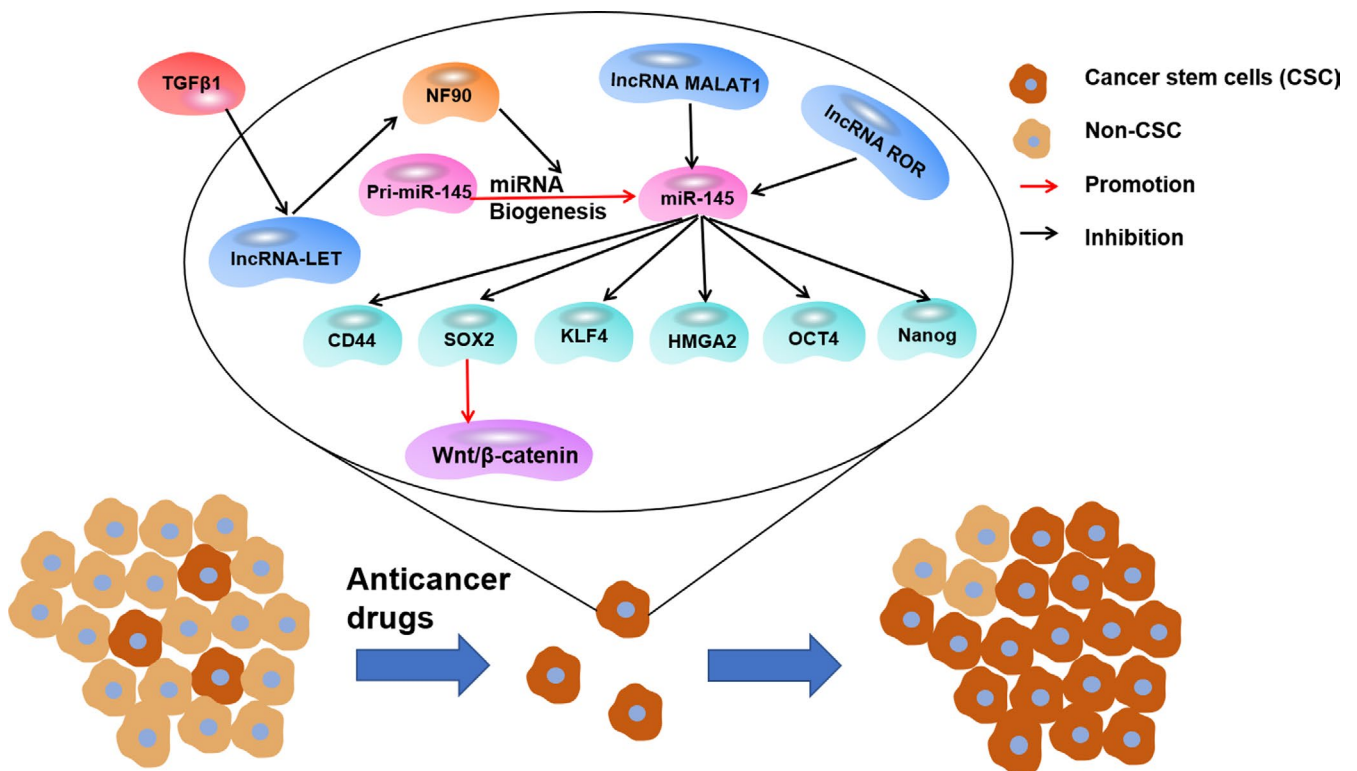 TGFβ1
NF90
lncRNA MALAT1
lncRNA ROR
Pri-miR-145
miRNA
Biogenesis
miR-145
lncRNA-LET
CD44
SOX2
KLF4
HMGA2
OCT4
Nanog
Wnt/β-catenin
Cancer stem cells (CSC)
Non-CSC
Promotion
Inhibition
Anticancer
drugs